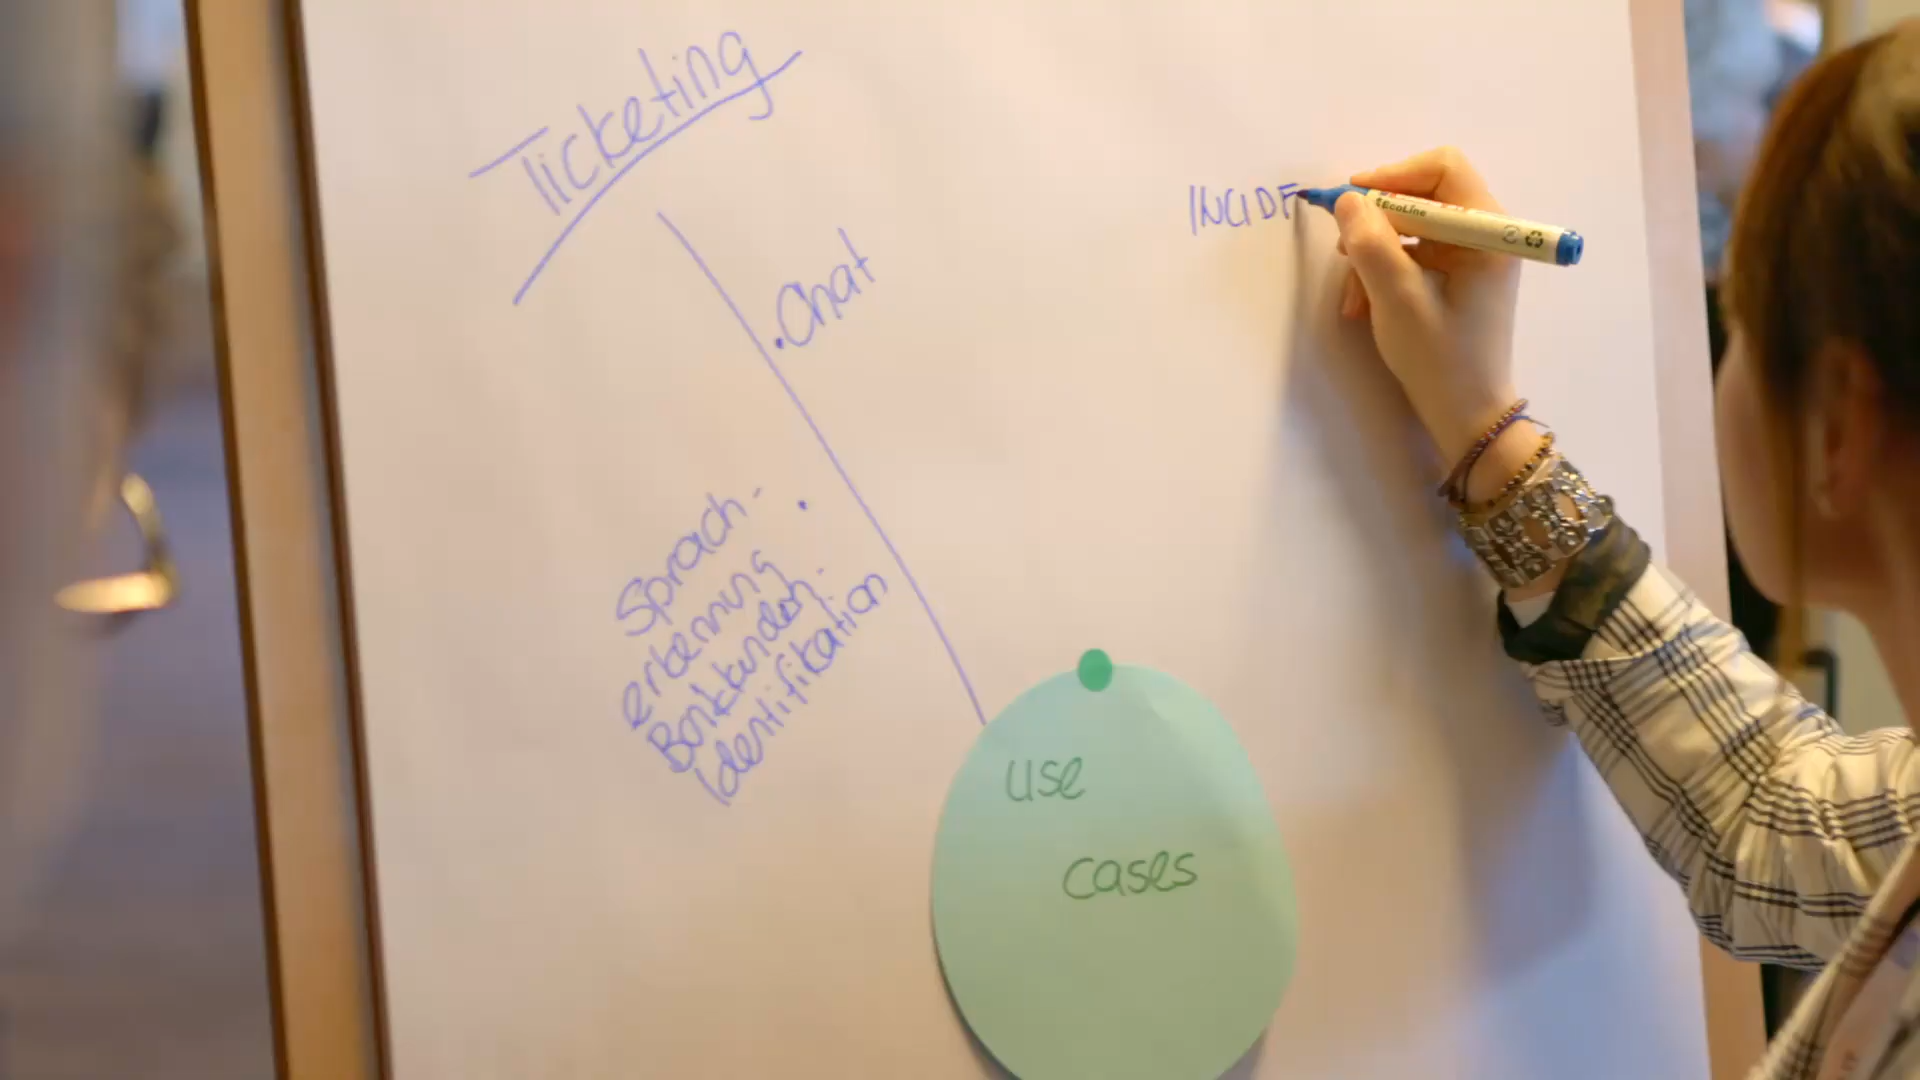 Ticketing
• Chat
INCIDE
EcoLine
•
Sprach-
erkennung
Bankkunden-
Identifikation
use
cases